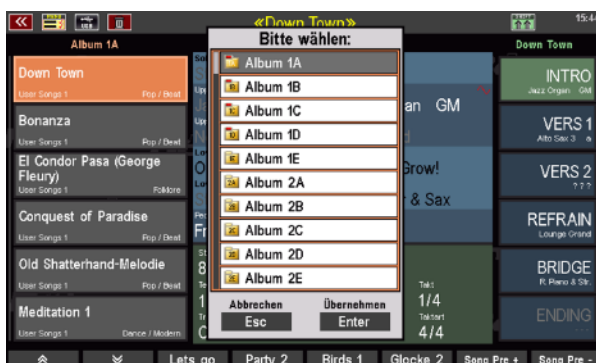 «Down Town»
15:44
Album 1A
Down Town
Down Town
User Songs 1
Pop / Beat
Bonanza
User Songs 1
Pop / Beat
El Condor Pasa (George
Fleury)
User Songs 1
Folklore
Conquest of Paradise
User Songs 1
Pop / Beat
Old Shatterhand-Melodie
User Songs 1
Pop / Beat
Meditation 1
User Songs 1
Dance / Modern
Bitte wählen:
Album 1A
Album 1B
Album 1C
Album 1D
Album 1E
Album 2A
Album 2B
Album 2C
Album 2D
Album 2E
Abbrechen
Übernehmen
Esc
Enter
GM
Grow!
& Sax
Takt
1/4
Taktart
4/4
INTRO
Jazz Organ GM
VERS 1
Alto Sax 3
VERS 2
???
REFRAIN
Lounge Grand
BRIDGE
R.Piano & Str.
ENDING
Lets go
Party 2
Birds 1
Glocke 2
Song Pre +
Song Pre -